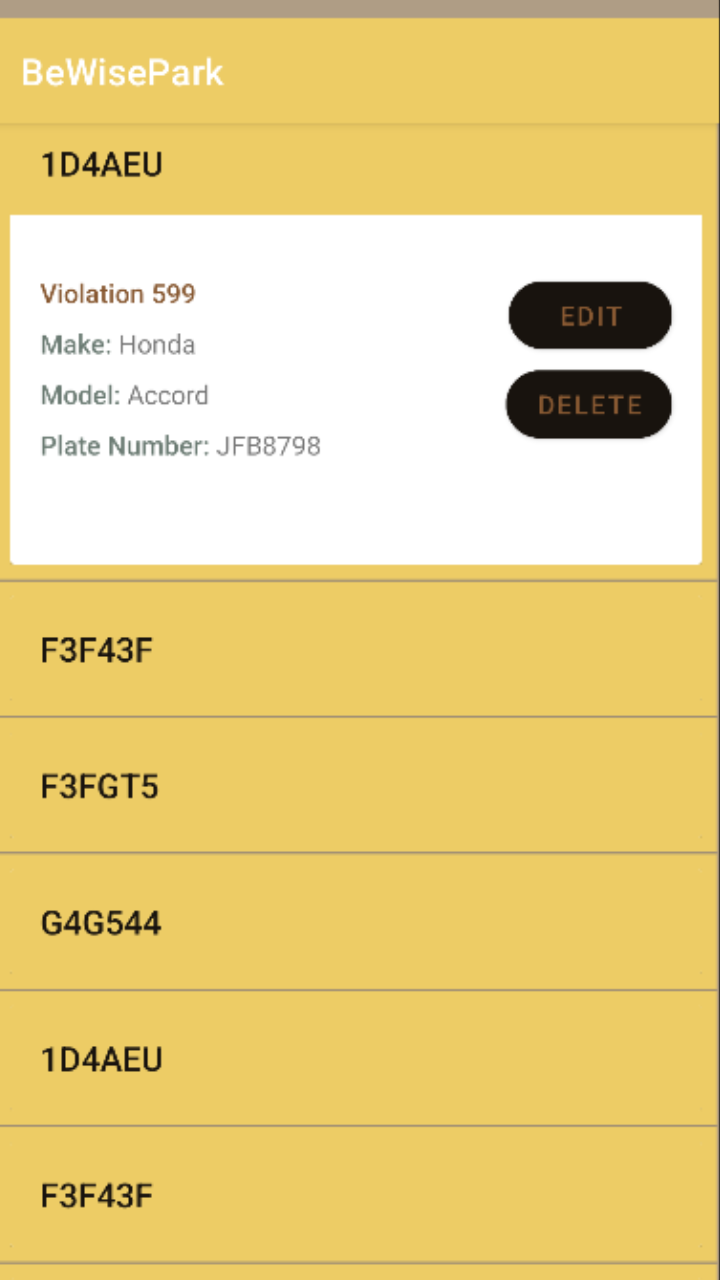 BeWisePark
1D4AEU
Violation 599
EDIT
Make: Honda
Model: Accord
DELETE
Plate Number: JFB8798
F3F43F
F3FGT5
G4G544
1D4AEU
F3F43F